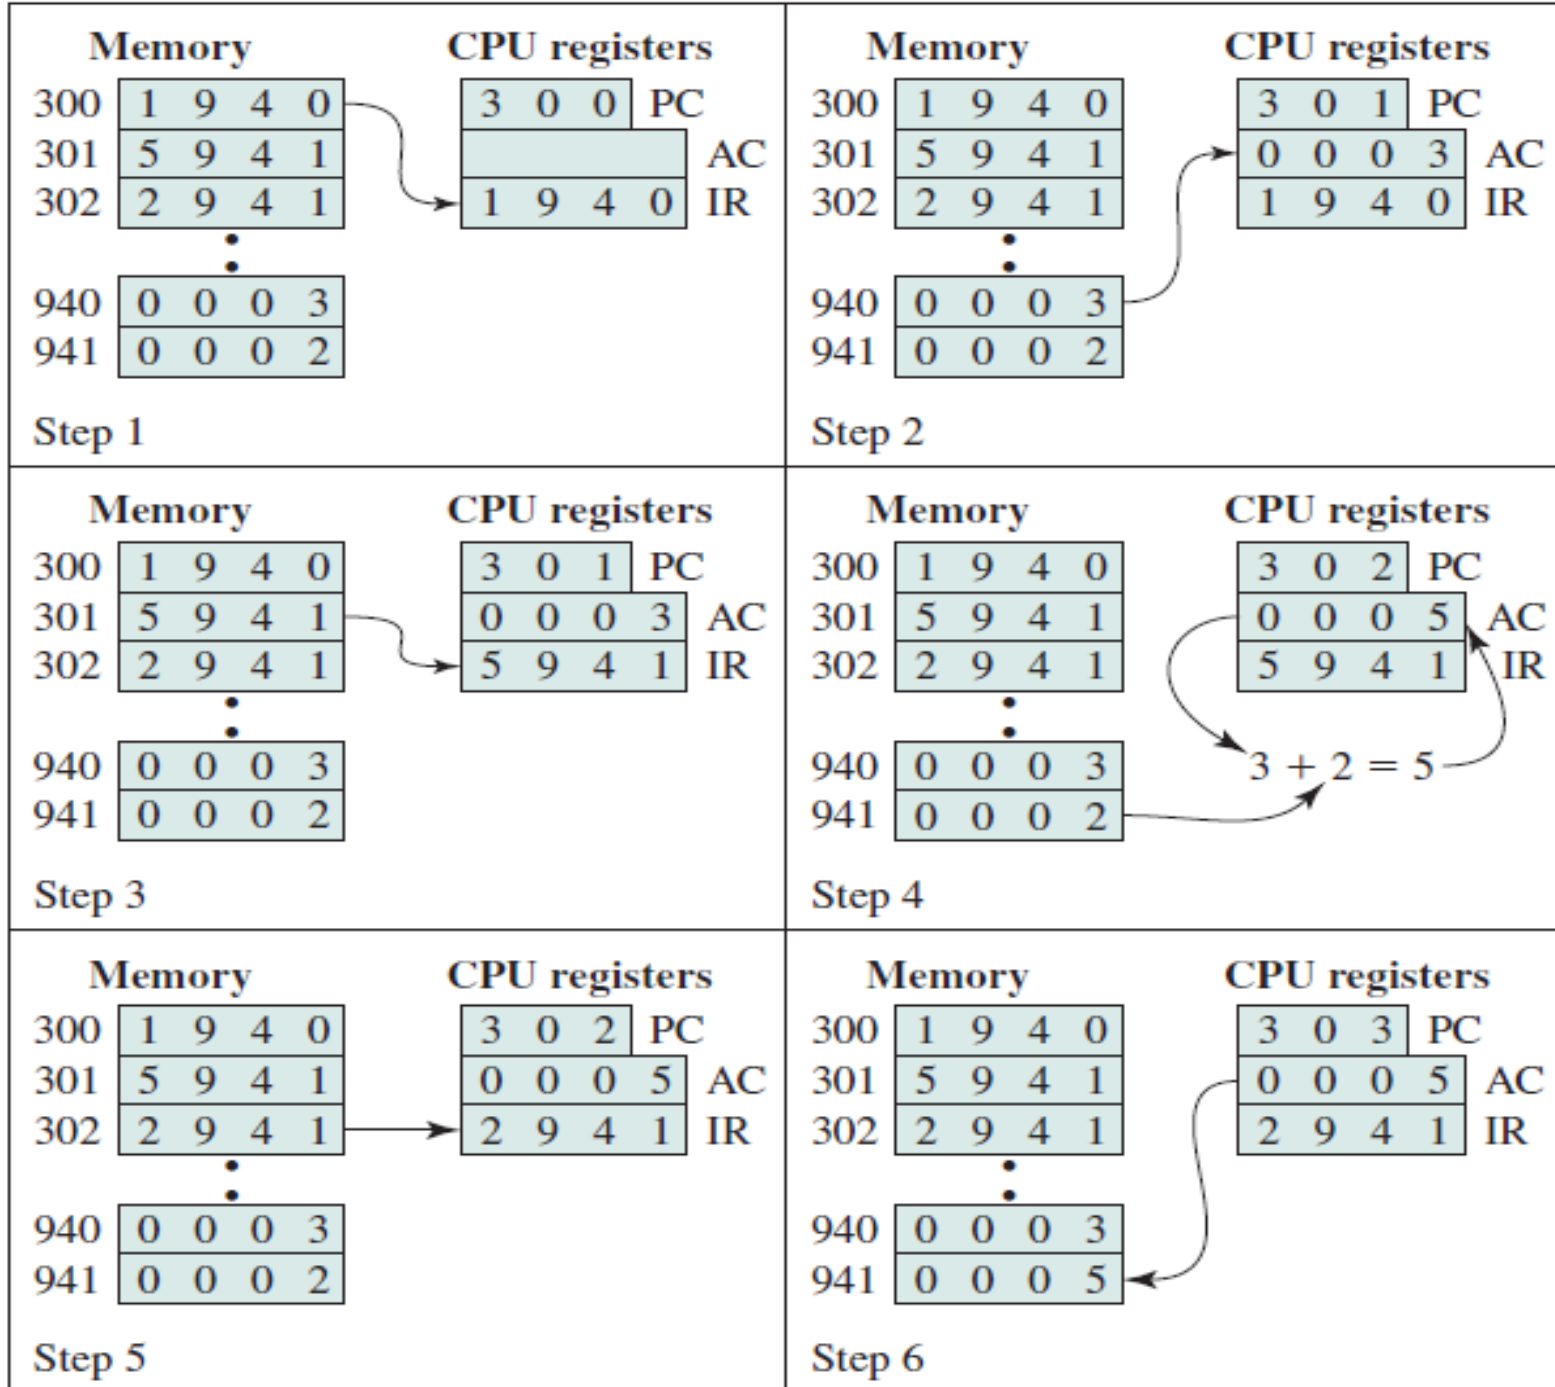 Memory CPU registers
300 1 9 4 0 3 0 0 PC
301 5 9 4 1 AC
302 2 9 4 1 1 9 4 0 IR
940 0 0 0 3
941 0 0 0 2
Step 1
Memory CPU registers
300 1 9 4 0 3 0 1 PC
301 5 9 4 1 0 0 0 3 AC
302 2 9 4 1 1 9 4 0 IR
940 0 0 0 3
941 0 0 0 2
Step 2
Memory CPU registers
300 1 9 4 0 3 0 1 PC
301 5 9 4 1 0 0 0 3 AC
302 2 9 4 1 5 9 4 1 IR
940 0 0 0 3
941 0 0 0 2
Step 3
Memory CPU registers
300 1 9 4 0 3 0 2 PC
301 5 9 4 1 0 0 0 5 AC
302 2 9 4 1 5 9 4 1 IR
940 0 0 0 3 3 + 2 = 5
941 0 0 0 2
Step 4
Memory CPU registers
300 1 9 4 0 3 0 2 PC
301 5 9 4 1 0 0 0 5 AC
302 2 9 4 1 2 9 4 1 IR
940 0 0 0 3
941 0 0 0 2
Step 5
Memory CPU registers
300 1 9 4 0 3 0 3 PC
301 5 9 4 1 0 0 0 5 AC
302 2 9 4 1 2 9 4 1 IR
940 0 0 0 3
941 0 0 0 5
Step 6